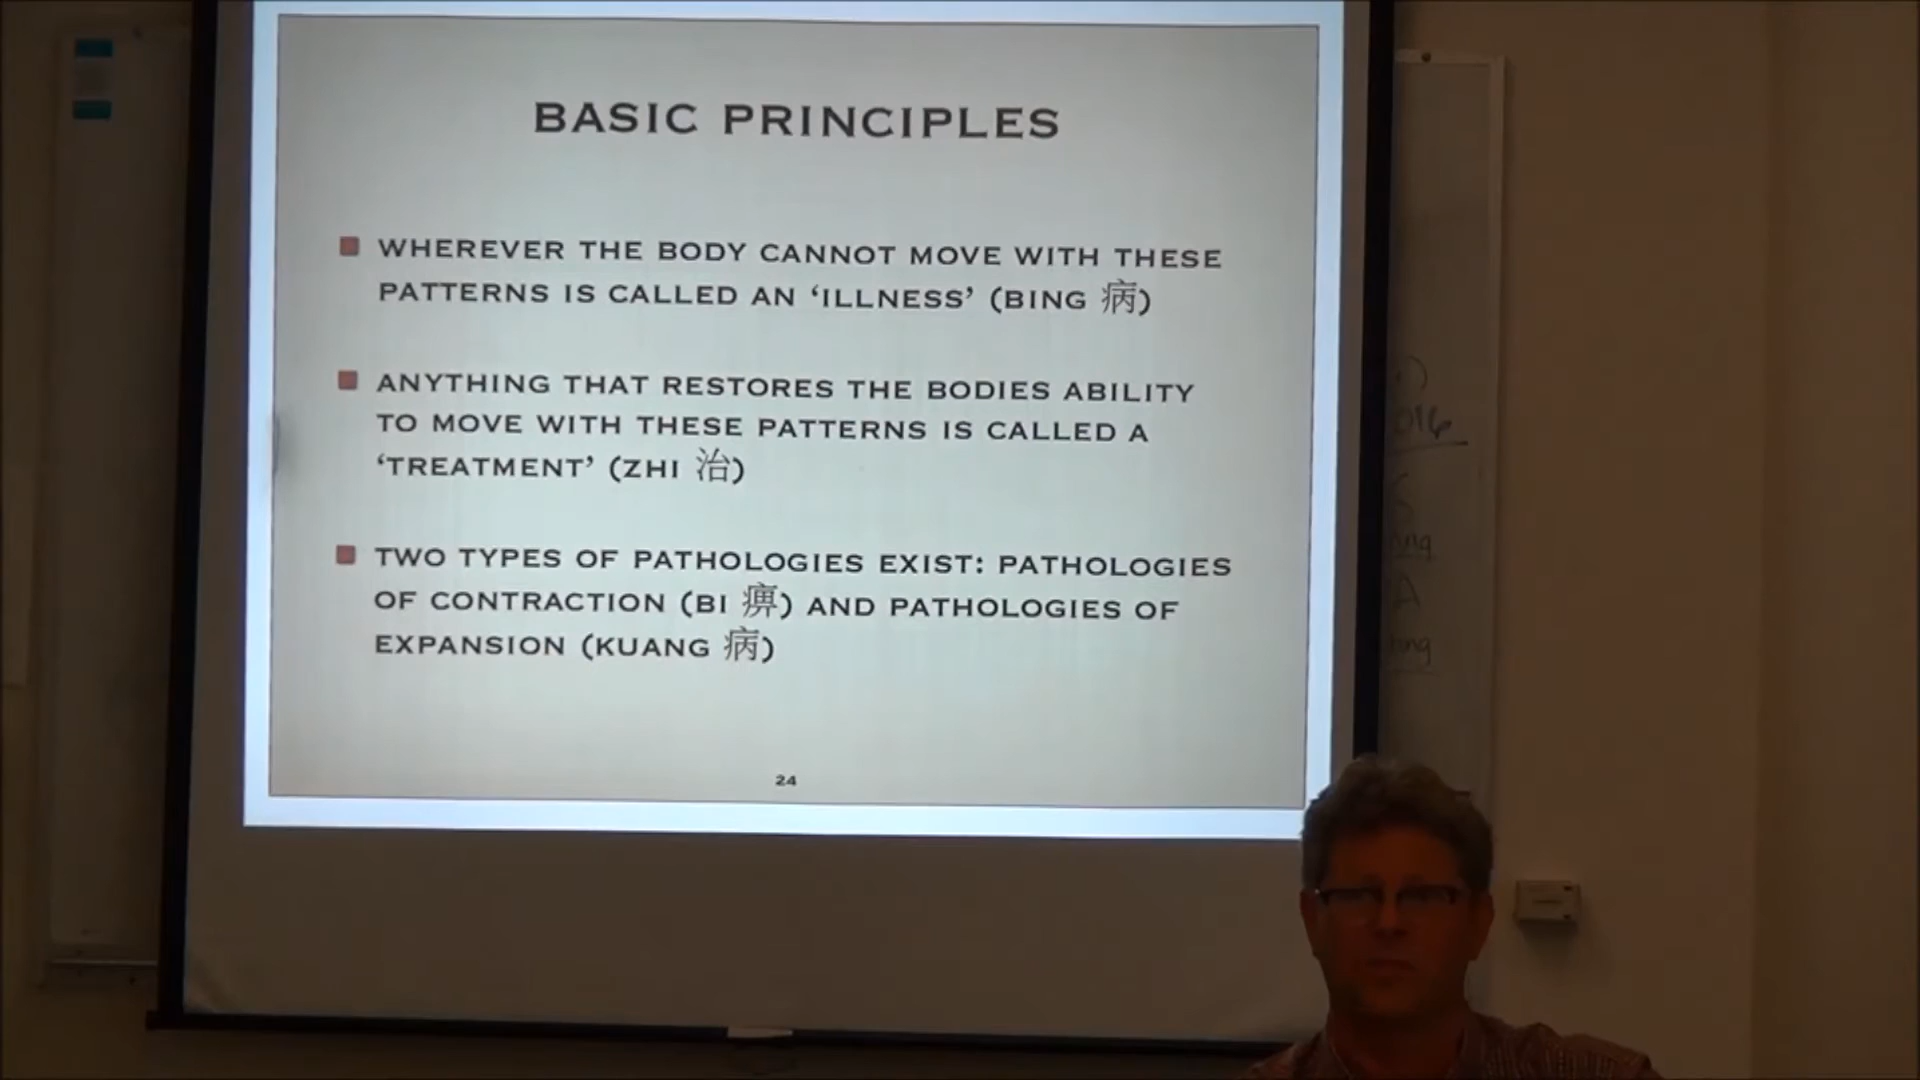 BASIC PRINCIPLES
WHEREVER THE BODY CANNOT MOVE WITH THESE
PATTERNS IS CALLED AN ‘ILLNESS’ (BING 病)
ANYTHING THAT RESTORES THE BODIES ABILITY
TO MOVE WITH THESE PATTERNS IS CALLED A
‘TREATMENT’ (ZHI 治)
TWO TYPES OF PATHOLOGIES EXIST: PATHOLOGIES
OF CONTRACTION (BI 痹) AND PATHOLOGIES OF
EXPANSION (KUANG 病)
24